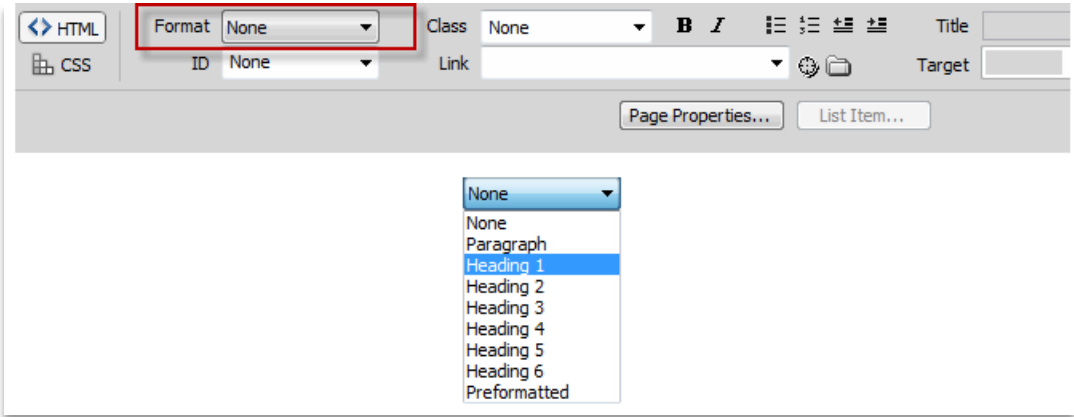 <> HTML Format None Class None B I Title
CSS ID None Link Target
Page Properties... List Item...
None
None
Paragraph
Heading 1
Heading 2
Heading 3
Heading 4
Heading 5
Heading 6
Preformatted